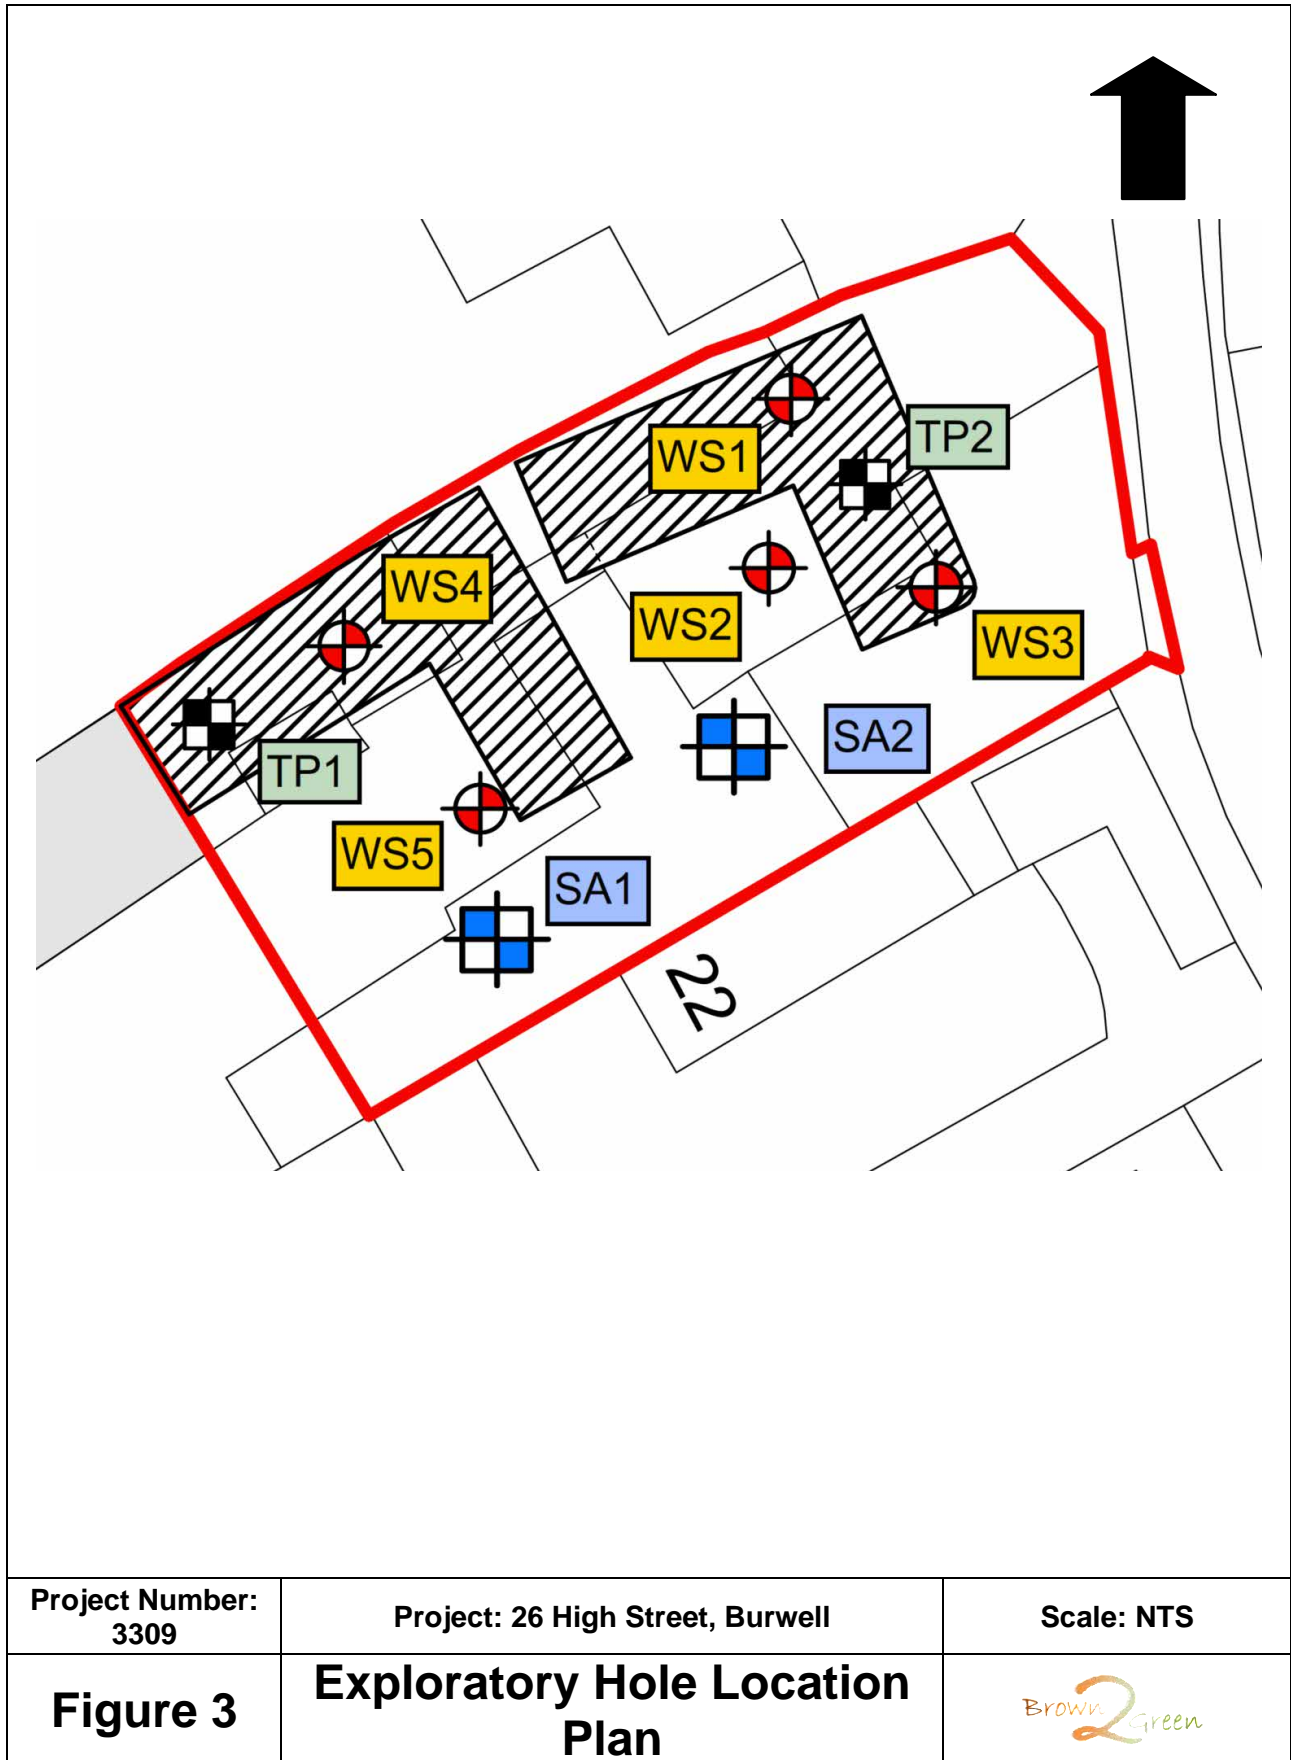 TP2
WS1
WS4
WS2
WS3
SA2
TP1
WS5
SA1
22
Project Number:
3309
Project: 26 High Street, Burwell
Scale: NTS
Figure 3
Exploratory Hole Location
Plan
Brown 2 Green